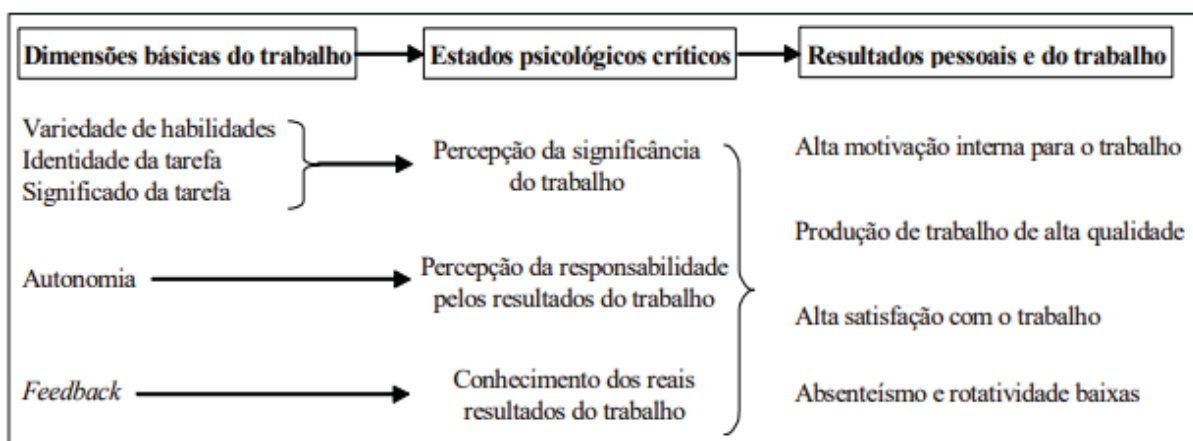 Dimensões básicas do trabalho
Estados psicológicos críticos
Resultados pessoais e do trabalho
Variedade de habilidades
Identidade da tarefa
Significado da tarefa
Percepção da significância
do trabalho
Autonomia
Percepção da responsabilidade
pelos resultados do trabalho
Feedback
Conhecimento dos reais
resultados do trabalho
Alta motivação interna para o trabalho
Produção de trabalho de alta qualidade
Alta satisfação com o trabalho
Absenteísmo e rotatividade baixas